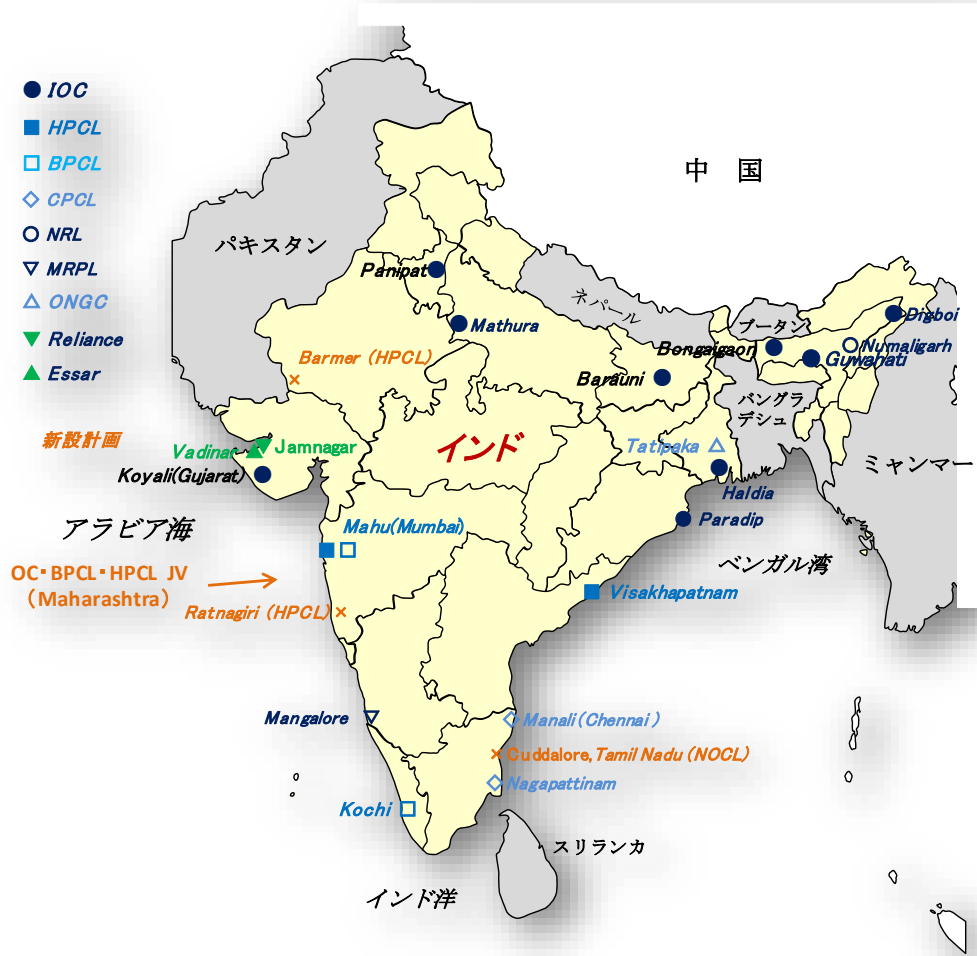 IOC
HPCL
BPCL
CPCL
NRL
MRPL
ONGC
Reliance
Essar
新設計画
中 国
パキスタン
Panipat
ネパール
Mathura
ブータン
Digboi
Bongaigaon
Numaligarh
Guwahati
Barmer (HPCL)
Barauni
バングラ
デシュ
インド
Vadinar
Jamnagar
Tatipaka
Koyali(Gujarat)
ミャンマー
Haldia
アラビア海
Mahu(Mumbai)
Paradip
ベンガル湾
OC・BPCL・HPCL JV
(Maharashtra)
Ratnagiri (HPCL)
Visakhapatnam
Mangalore
Manali(Chennai)
Cuddalore,Tamil Nadu (NOCL)
Nagapattinam
Kochi
スリランカ
インド洋